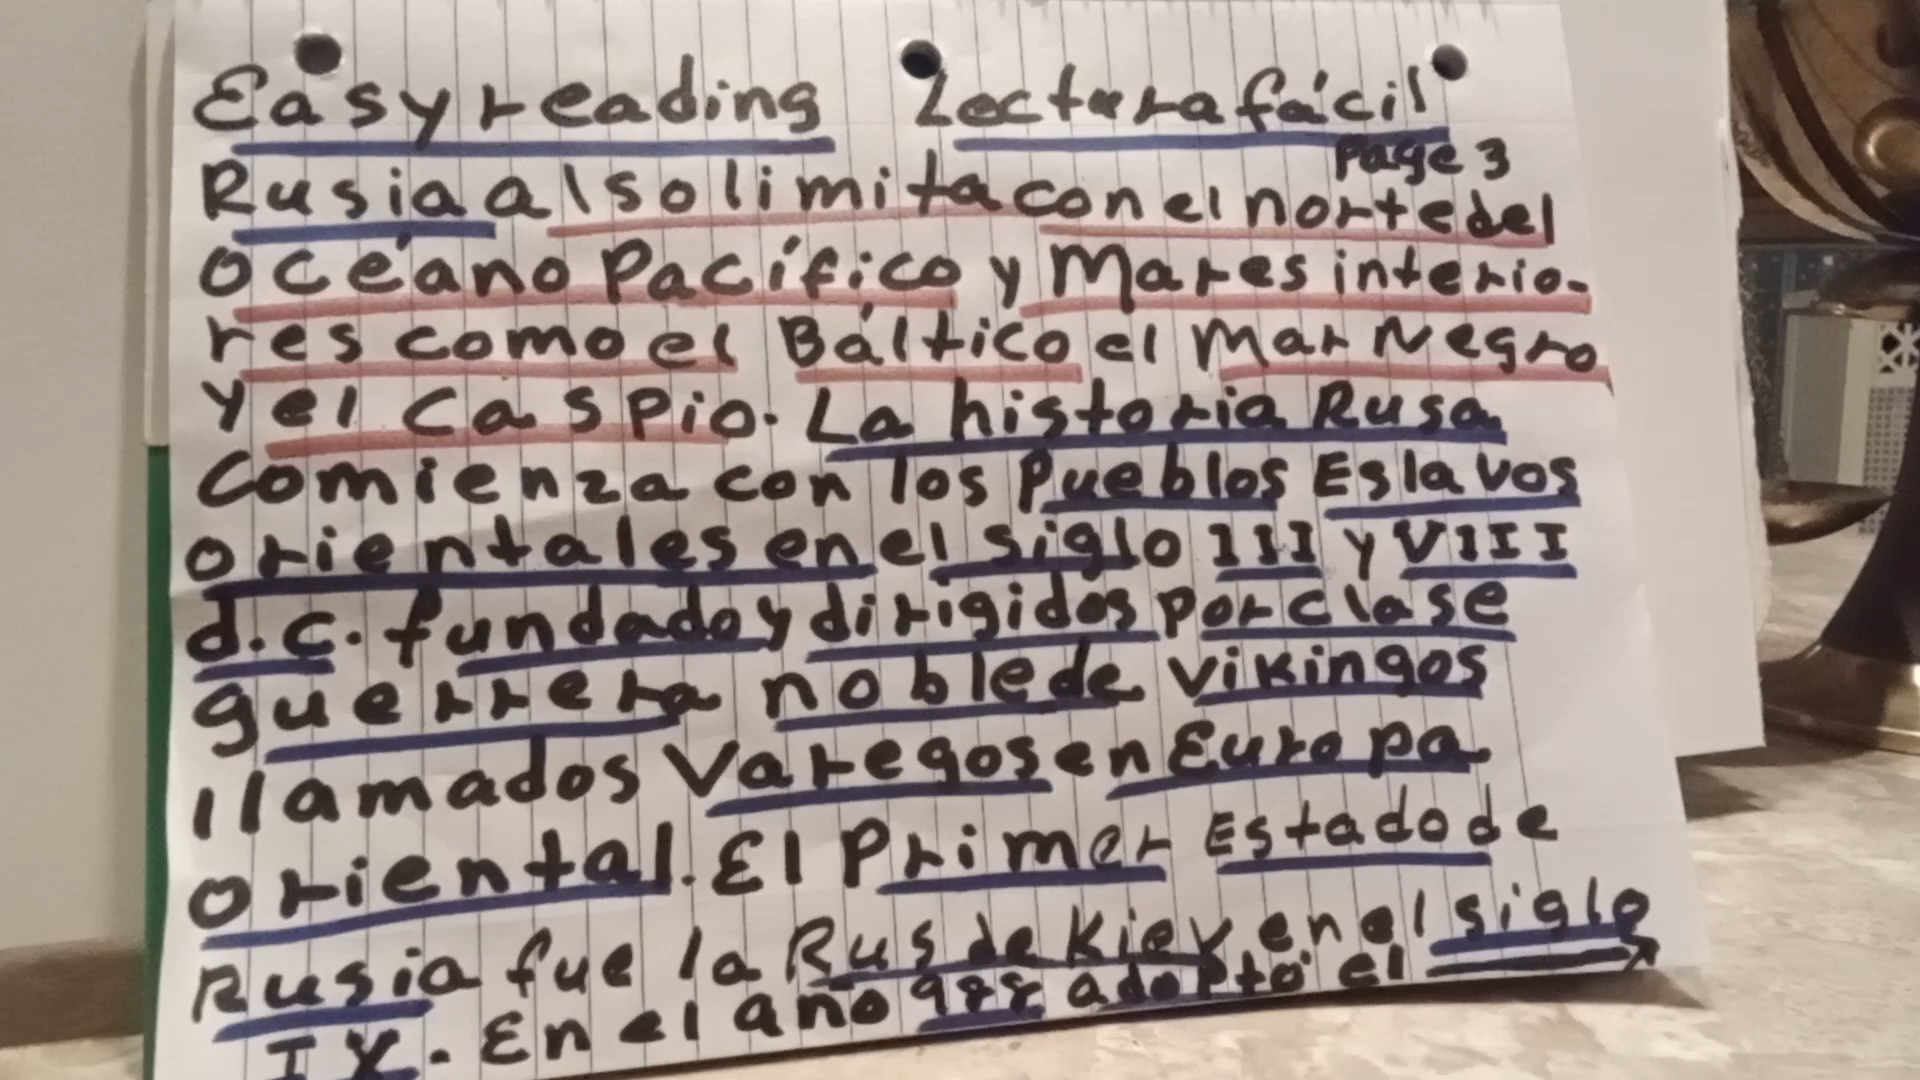 Easy reading Lectura fácil
Page 3
Rusia also limita con el norte del
Océano Pacífico y Mares interio-
res como el Báltico el Mar Negro
y el Caspio. La historia Rusa
Comienza con los Pueblos Eslavos
orientales en el siglo III y VIII
d.C. fundado y dirigidos por clase
guerrera noble de vikingos
llamados Varegos en Europa
oriental. El Primer Estado de
Rusia fue la Rus de Kiev en el siglo
IX. En el año 988 adoptó el